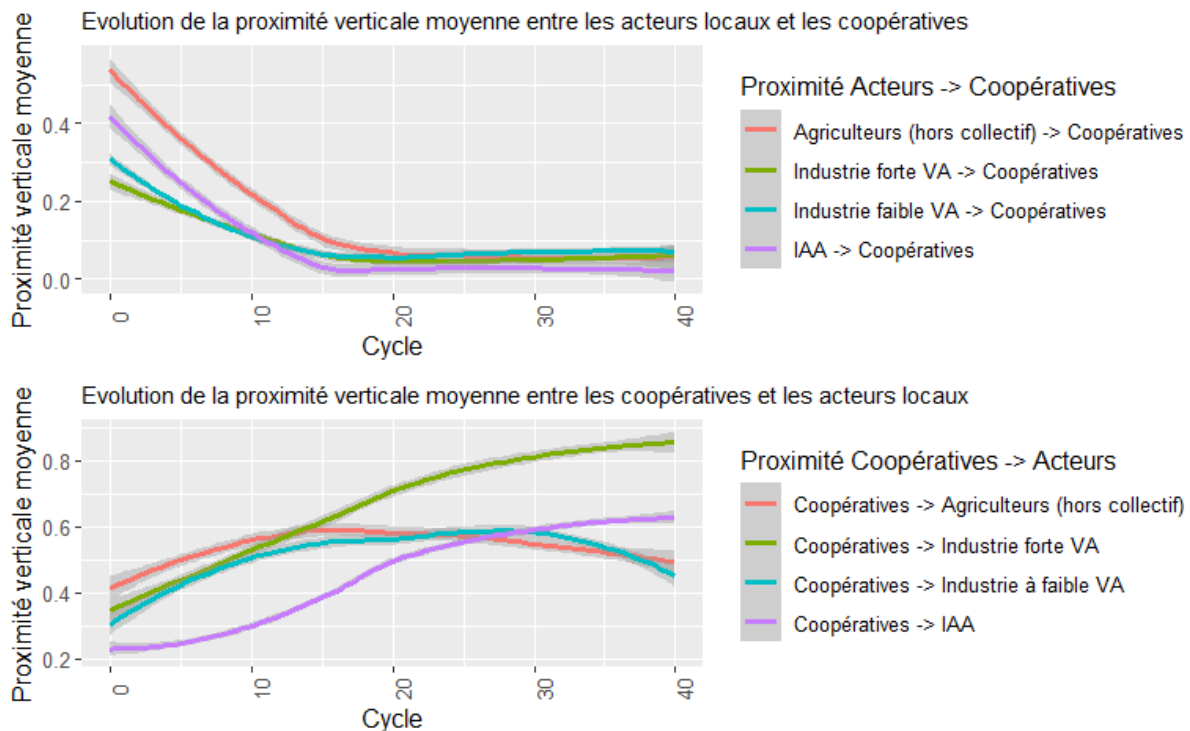 Evolution de la proximité verticale moyenne entre les acteurs locaux et les coopératives
Proximité verticale moyenne
0.4
0.2
0.0
0
10
20
30
40
Cycle
Proximité Acteurs -> Coopératives
Agriculteurs (hors collectif) -> Coopératives
Industrie forte VA -> Coopératives
Industrie faible VA -> Coopératives
IAA -> Coopératives
Evolution de la proximité verticale moyenne entre les coopératives et les acteurs locaux
Proximité verticale moyenne
0.8
0.6
0.4
0.2
0
10
20
30
40
Cycle
Proximité Coopératives -> Acteurs
Coopératives -> Agriculteurs (hors collectif)
Coopératives -> Industrie forte VA
Coopératives -> Industrie à faible VA
Coopératives -> IAA